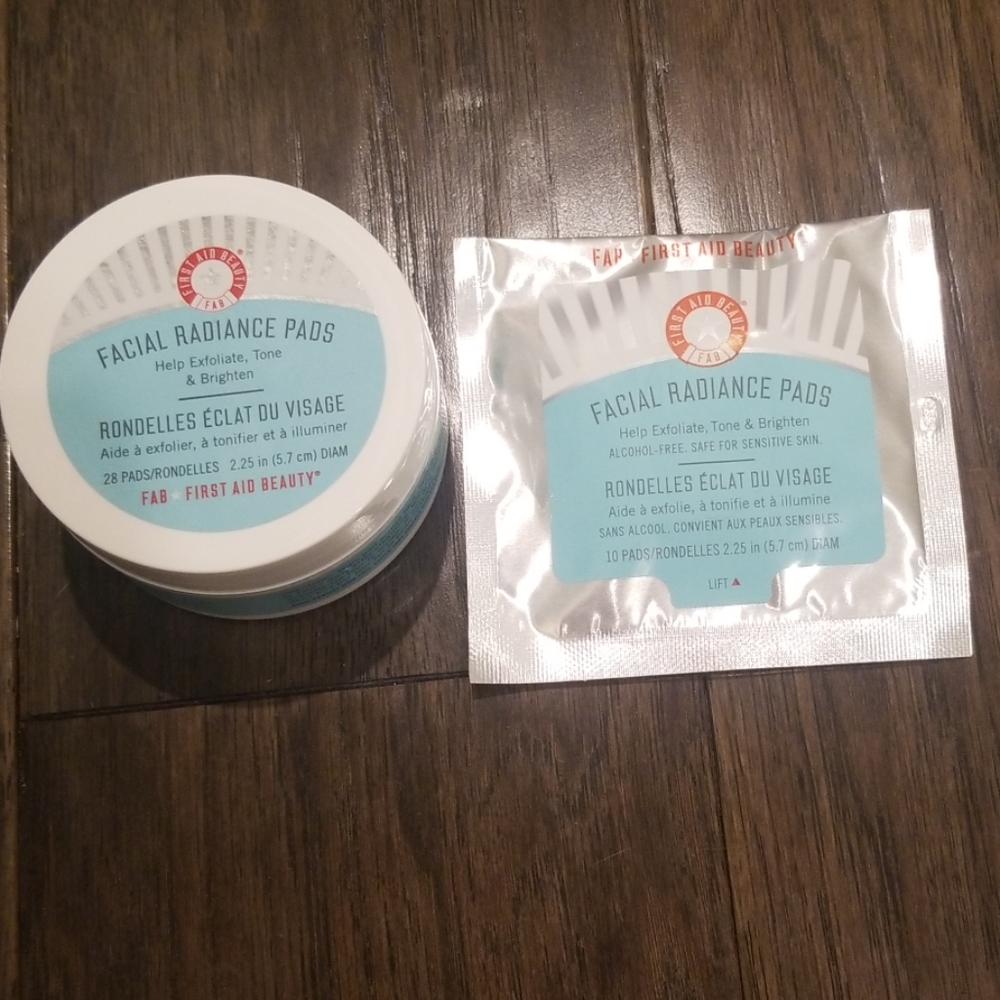 FIRST AID BEAUTY
FAB
FACIAL RADIANCE PADS
Help Exfoliate, Tone
& Brighten
RONDELLES ÉCLAT DU VISAGE
Aide à exfolier, à tonifier et à illuminer
28 PADS/RONDELLES 2.25 in (5.7 cm) DIAM
FAB FIRST AID BEAUTY®
FAB FIRST AID BEAUTY
FIRST AID BEAUTY
FAB
FACIAL RADIANCE PADS
Help Exfoliate, Tone & Brighten
ALCOHOL-FREE. SAFE FOR SENSITIVE SKIN.
RONDELLES ÉCLAT DU VISAGE
Aide à exfolie, à tonifie et à illumine
SANS ALCOOL. CONVIENT AUX PEAUX SENSIBLES.
10 PADS/RONDELLES 2.25 in (5.7 cm) DIAM
LIFT